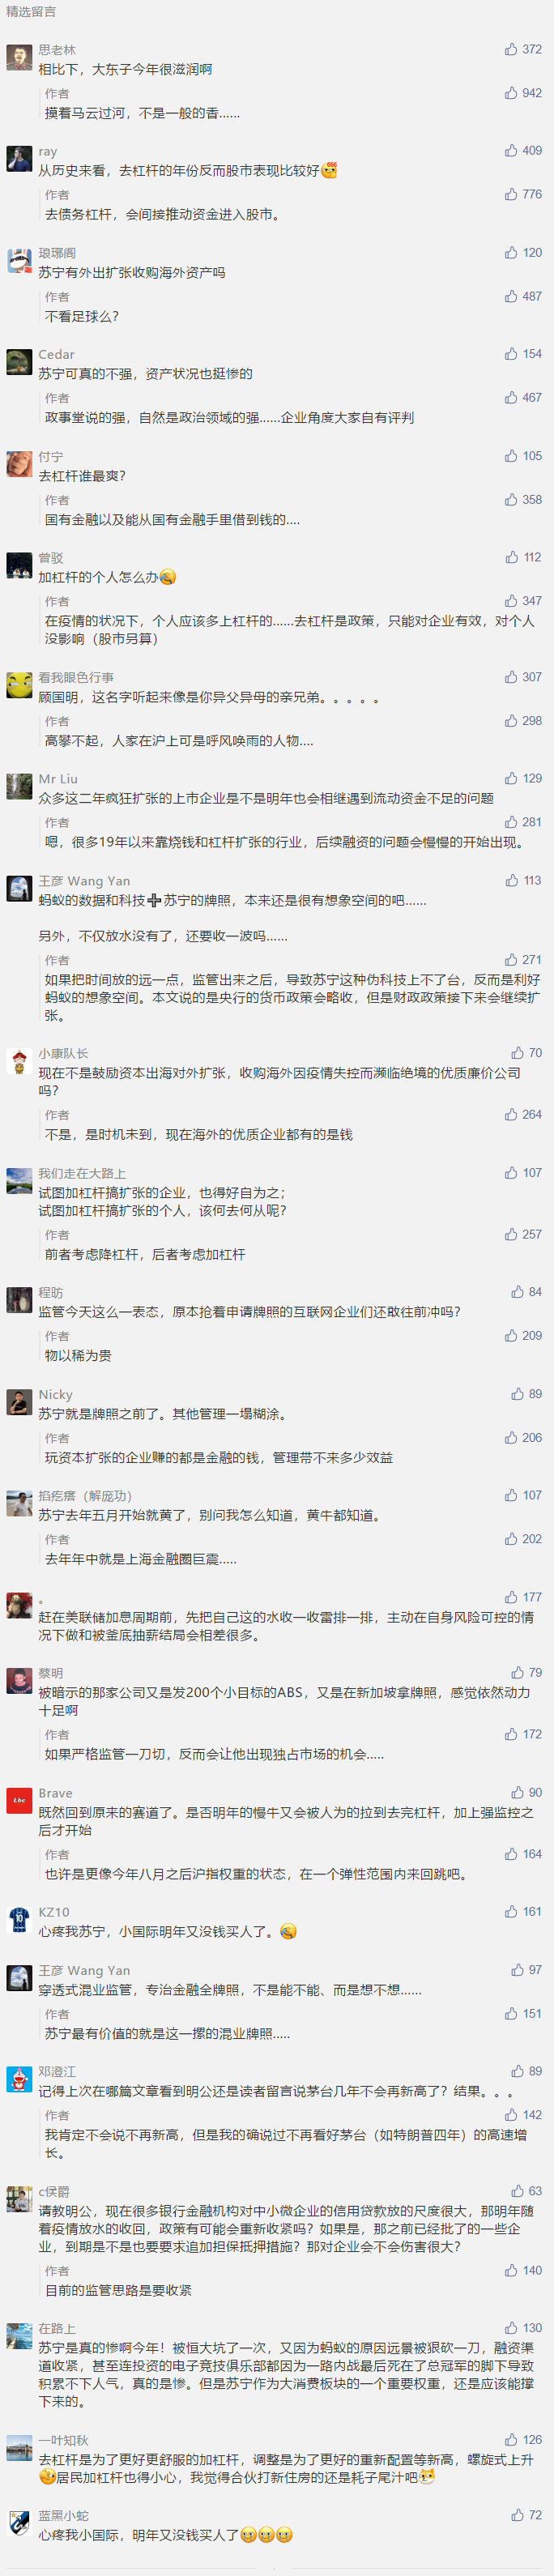 精选留言
思老林
372
相比下，大东子今年很滋润啊
作者
942
摸着马云过河，不是一般的香……
ray
409
从历史来看，去杠杆的年份反而股市表现比较好
作者
776
去债务杠杆，会间接推动资金进入股市。
琅琊阁
120
苏宁有外出扩张收购海外资产吗
作者
487
不看足球么？
Cedar
154
苏宁可真的不强，资产状况也挺惨的
作者
467
政事堂说的强，自然是政治领域的强……企业角度大家自有评判
付宁
105
去杠杆谁最爽？
作者
358
国有金融以及能从国有金融手里借到钱的....
曾驳
112
加杠杆的个人怎么办
作者
347
在疫情的状况下，个人应该多上杠杆的……去杠杆是政策，只能对企业有效，对个人
没影响（股市另算）
看我眼色行事
307
顾国明，这名字听起来像是你异父异母的亲兄弟。。。。。
作者
298
高攀不起，人家在沪上可是呼风唤雨的人物....
Mr Liu
129
众多这二年疯狂扩张的上市企业是不是明年也会相继遇到流动资金不足的问题
作者
281
嗯，很多19年以来靠烧钱和杠杆扩张的行业，后续融资的问题会慢慢的开始出现。
王彦 Wang Yan
113
蚂蚁的数据和科技➕苏宁的牌照，本来还是很有想象空间的吧……
另外，不仅放水没有了，还要收一波吗……
作者
271
如果把时间放的远一点，监管出来之后，导致苏宁这种伪科技上不了台，反而是利好
蚂蚁的想象空间。本文说的是央行的货币政策会略收，但是财政政策接下来会继续扩
张。
小康队长
70
现在不是鼓励资本出海对外扩张，收购海外因疫情失控而濒临绝境的优质廉价公司
吗？
作者
264
不是，是时机未到，现在海外的优质企业都有的是钱
我们走在大路上
107
试图加杠杆搞扩张的企业，也得好自为之；
试图加杠杆搞扩张的个人，该何去何从呢？
作者
257
前者考虑降杠杆，后者考虑加杠杆
程昉
84
监管今天这么一表态，原本抢着申请牌照的互联网企业们还敢往前冲吗？
作者
209
物以稀为贵
Nicky
89
苏宁就是牌照之前了。其他管理一塌糊涂。
作者
206
玩资本扩张的企业赚的都是金融的钱，管理带不来多少效益
掐疙瘩（解庞功）
107
苏宁去年五月开始就黄了，别问我怎么知道，黄牛都知道。
作者
202
去年年中就是上海金融圈巨震.....
。
177
赶在美联储加息周期前，先把自己这的水收一收雷排一排，主动在自身风险可控的情
况下做和被釜底抽薪结局会相差很多。
蔡明
79
被暗示的那家公司又是发200个小目标的ABS，又是在新加坡拿牌照，感觉依然动力
十足啊
作者
172
如果严格监管一刀切，反而会让他出现独占市场的机会.....
Brave
90
既然回到原来的赛道了。是否明年的慢牛又会被人为的拉到去完杠杆，加上强监控之
后才开始
作者
164
也许是更像今年八月之后沪指权重的状态，在一个弹性范围内来回跳吧。
KZ10
161
心疼我苏宁，小国际明年又没钱买人了。
王彦 Wang Yan
97
穿透式混业监管，专治金融全牌照，不是能不能、而是想不想……
作者
151
苏宁最有价值的就是这一摞的混业牌照.....
邓澄江
89
记得上次在哪篇文章看到明公还是读者留言说茅台几年不会再新高了？结果。。。
作者
142
我肯定不会说不再新高，但是我的确说过不再看好茅台（如特朗普四年）的高速增
长。
c侯爵
63
请教明公，现在很多银行金融机构对中小微企业的信用贷款放的尺度很大，那明年随
着疫情放水的收回，政策有可能会重新收紧吗？如果是，那之前已经批了的一些企
业，到期是不是也要要求追加担保抵押措施？那对企业会不会伤害很大？
作者
140
目前的监管思路是要收紧
在路上
130
苏宁是真的惨啊今年！被恒大坑了一次，又因为蚂蚁的原因远景被狠砍一刀，融资渠
道收紧，甚至连投资的电子竞技俱乐部都因为一路内战最后死在了总冠军的脚下导致
积累不下人气，真的是惨。但是苏宁作为大消费板块的一个重要权重，还是应该能撑
下来的。
一叶知秋
126
去杠杆是为了更好更舒服的加杠杆，调整是为了更好的重新配置等新高，螺旋式上升
居民加杠杆也得小心，我觉得合伙打新住房的还是耗子尾汁吧
蓝黑小蛇
72
心疼我小国际，明年又没钱买人了